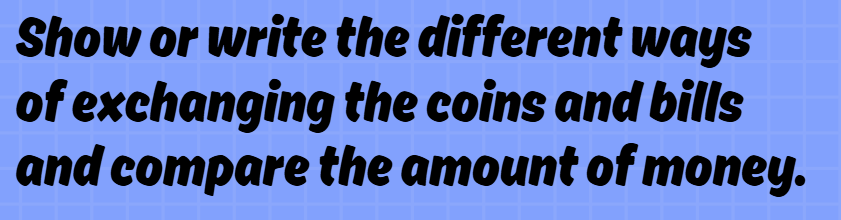 Show or write the different ways
of exchanging the coins and bills
and compare the amount of money.